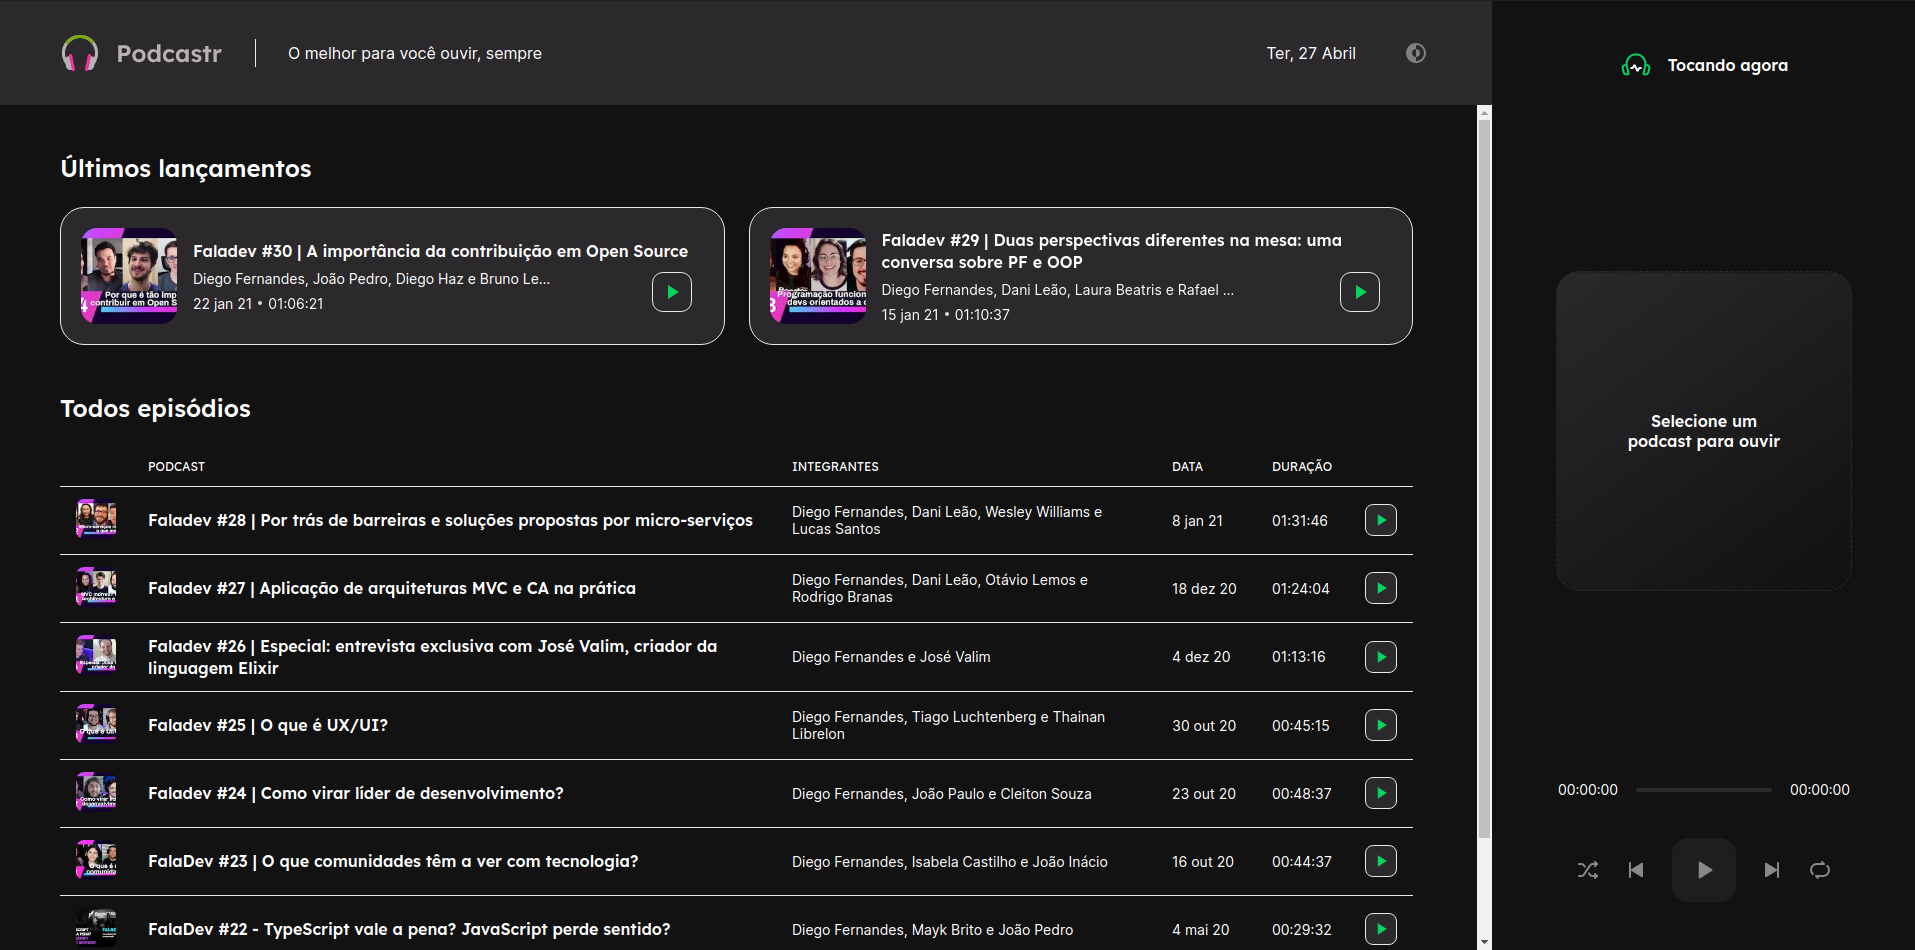 Podcastr
O melhor para você ouvir, sempre
Ter, 27 Abril
Tocando agora
Últimos lançamentos
Faladev #30 | A importância da contribuição em Open Source
Diego Fernandes, João Pedro, Diego Haz e Bruno Le...
22 jan 21 • 01:06:21
Por que é tão imp
contribuir em Open S
Faladev #29 | Duas perspectivas diferentes na mesa: uma
conversa sobre PF e OOP
Diego Fernandes, Dani Leão, Laura Beatris e Rafael ...
15 jan 21 • 01:10:37
Programação funcion
devs orientados a o
Todos episódios
PODCAST INTEGRANTES DATA DURAÇÃO
Faladev #28 | Por trás de barreiras e soluções propostas por micro-serviços
Diego Fernandes, Dani Leão, Wesley Williams e
Lucas Santos
8 jan 21
01:31:46
Faladev #27 | Aplicação de arquiteturas MVC e CA na prática
Diego Fernandes, Dani Leão, Otávio Lemos e
Rodrigo Branas
18 dez 20
01:24:04
Faladev #26 | Especial: entrevista exclusiva com José Valim, criador da
linguagem Elixir
Diego Fernandes e José Valim
4 dez 20
01:13:16
Faladev #25 | O que é UX/UI?
Diego Fernandes, Tiago Luchtenberg e Thainan
Librelon
30 out 20
00:45:15
Faladev #24 | Como virar líder de desenvolvimento?
Diego Fernandes, João Paulo e Cleiton Souza
23 out 20
00:48:37
FalaDev #23 | O que comunidades têm a ver com tecnologia?
Diego Fernandes, Isabela Castilho e João Inácio
16 out 20
00:44:37
FalaDev #22 - TypeScript vale a pena? JavaScript perde sentido?
Diego Fernandes, Mayk Brito e João Pedro
4 mai 20
00:29:32
Selecione um
podcast para ouvir
00:00:00 00:00:00